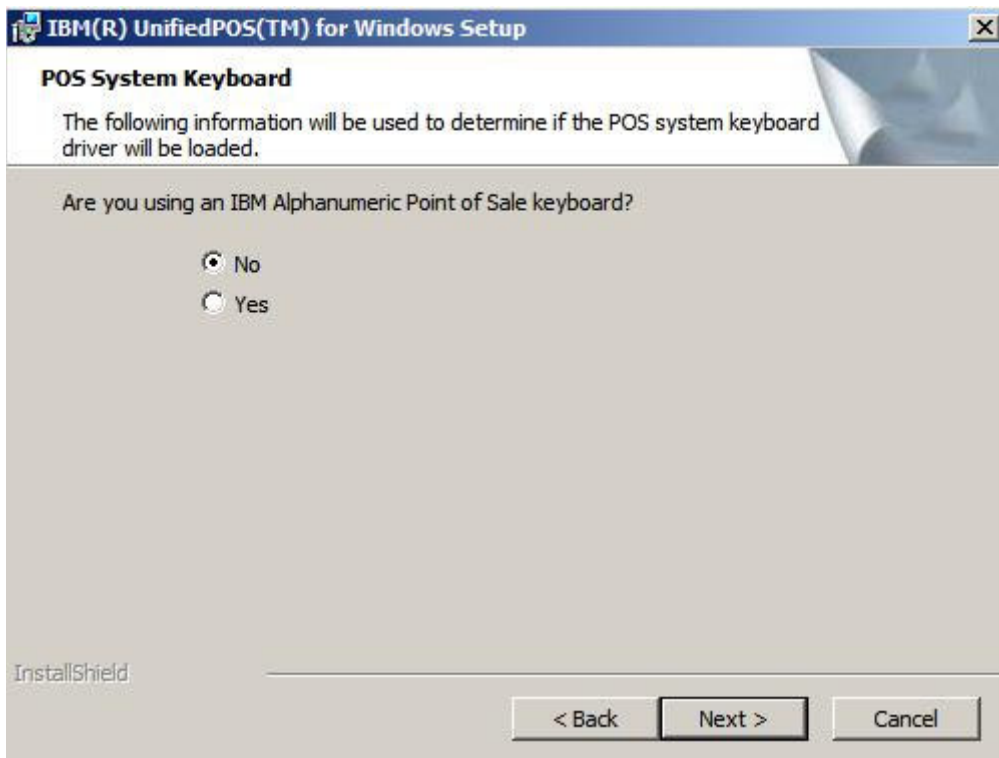 IBM(R) UnifiedPOS(TM) for Windows Setup
POS System Keyboard
The following information will be used to determine if the POS system keyboard
driver will be loaded.
Are you using an IBM Alphanumeric Point of Sale keyboard?
No
Yes
InstallShield
< Back Next > Cancel